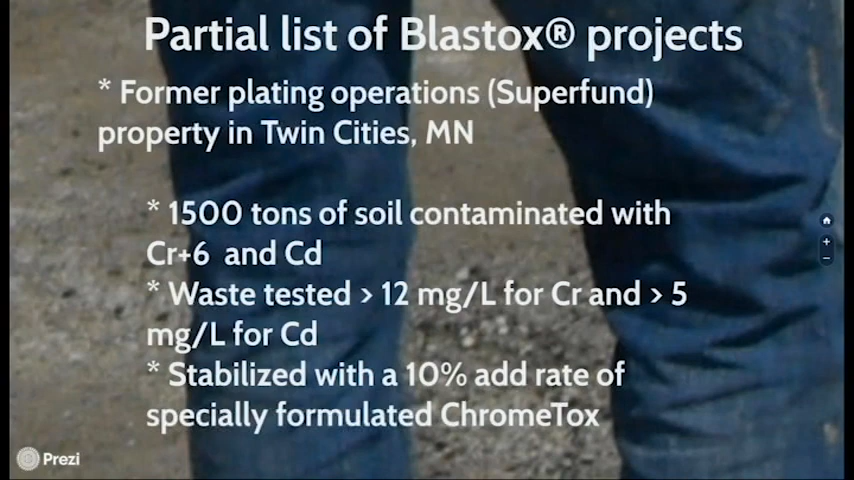 Partial list of Blastox® projects
* Former plating operations (Superfund)
property in Twin Cities, MN
* 1500 tons of soil contaminated with
Cr+6 and Cd
* Waste tested > 12 mg/L for Cr and > 5
mg/L for Cd
* Stabilized with a 10% add rate of
specially formulated ChromeTox
Prezi